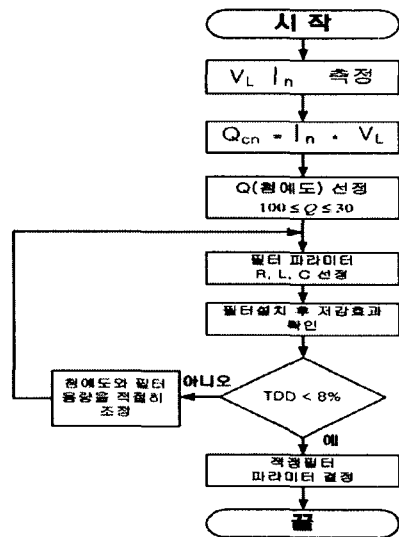 시 작
V_L I_n 측정
Q_cn = I_n * V_L
Q(첨예도) 선정
100 ≤ Q ≤ 30
필터 파라미터
R, L, C 선정
필터설치 후 저감효과
확인
TDD < 8%
아니오
첨예도와 필터
용량을 적절히
조정
예
적정필터
파라미터 결정
끝